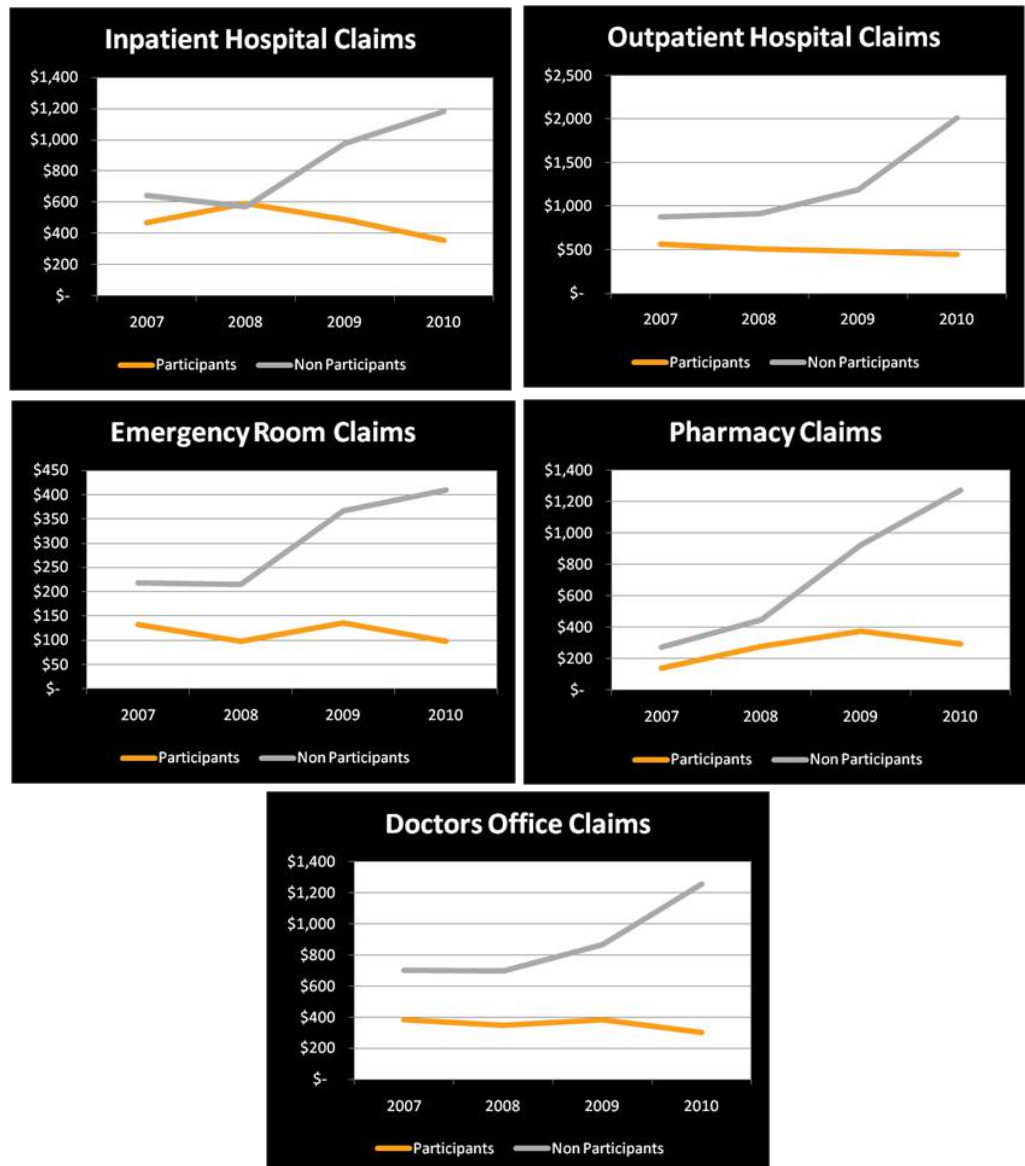 Inpatient Hospital Claims
$1,400
$1,200
$1,000
$800
$600
$400
$200
$-
2007 2008 2009 2010
Participants Non Participants
Outpatient Hospital Claims
$2,500
$2,000
$1,500
$1,000
$500
$-
2007 2008 2009 2010
Participants Non Participants
Emergency Room Claims
$450
$400
$350
$300
$250
$200
$150
$100
$50
$-
2007 2008 2009 2010
Participants Non Participants
Pharmacy Claims
$1,400
$1,200
$1,000
$800
$600
$400
$200
$-
2007 2008 2009 2010
Participants Non Participants
Doctors Office Claims
$1,400
$1,200
$1,000
$800
$600
$400
$200
$-
2007 2008 2009 2010
Participants Non Participants